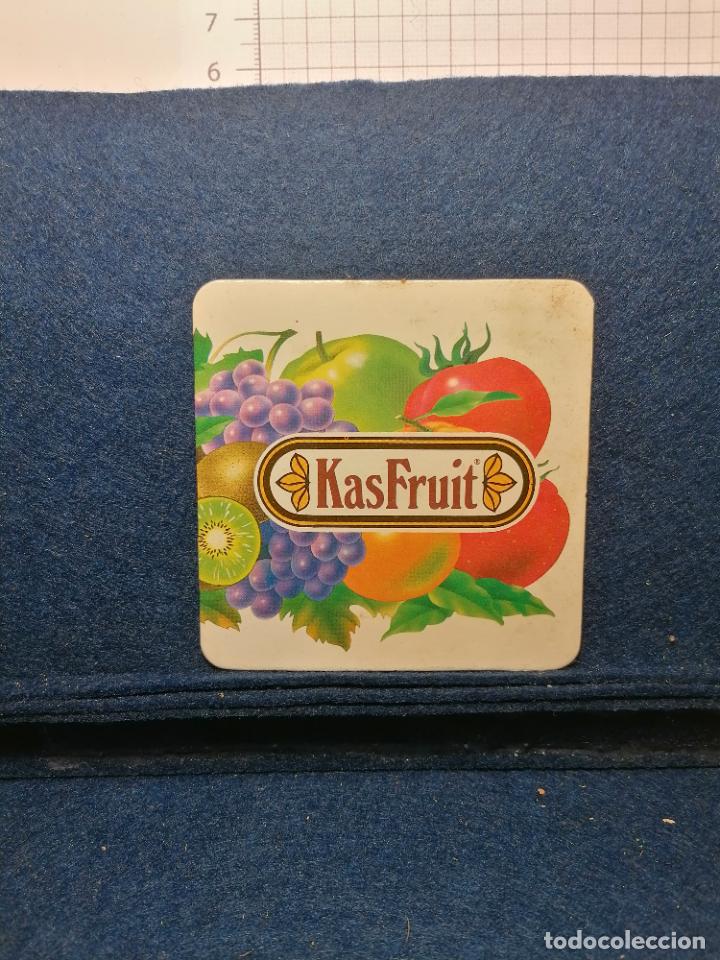 7
6
KasFruit®
todocoleccion